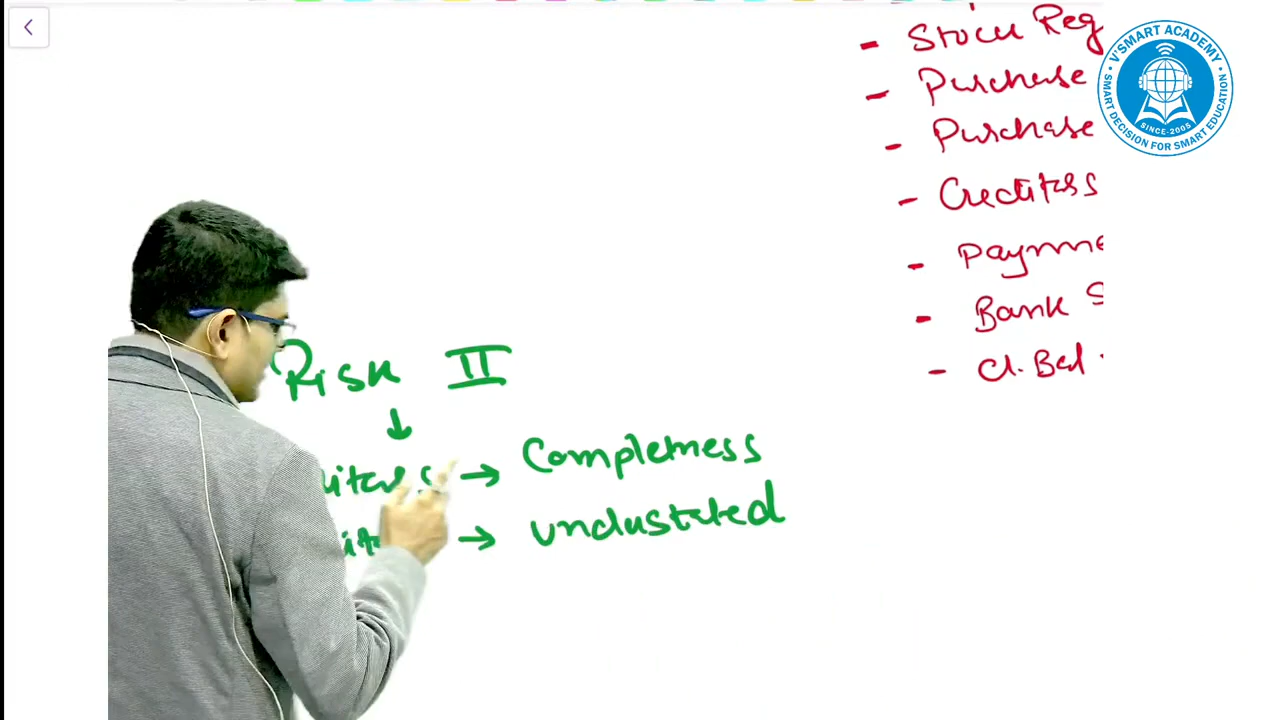 - Stock Reg
- Purchase
- Purchase
- Creditors
- Payme
- Bank S
- Cl. Bal
V'SMART ACADEMY
SINCE-2005
SMART DECISION FOR SMART EDUCATION
Risk II
↓
→ Completness
→ understated